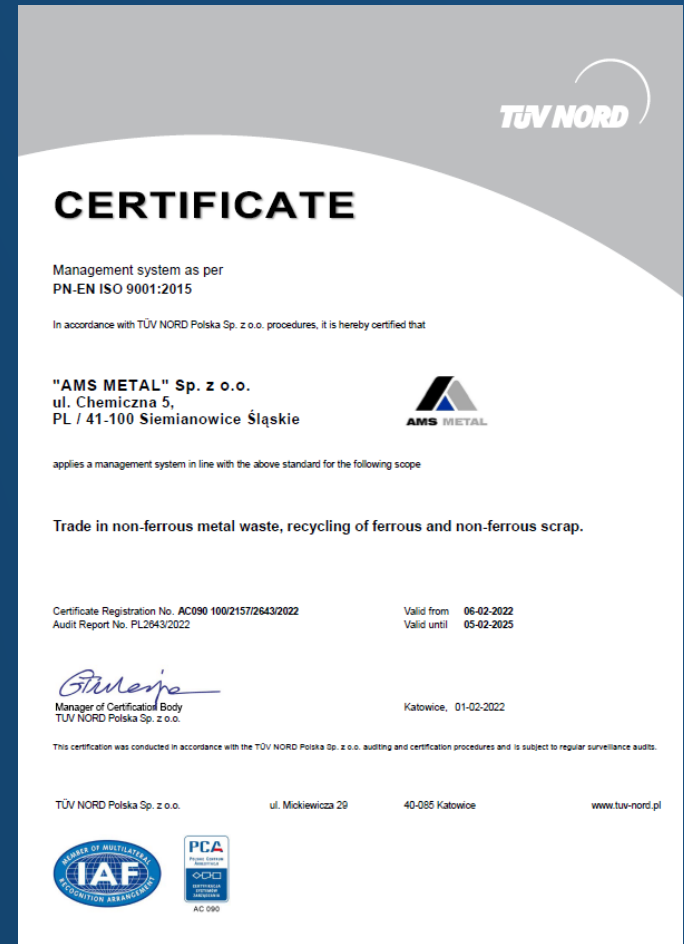 TÜV NORD
CERTIFICATE
Management system as per
PN-EN ISO 9001:2015
In accordance with TÜV NORD Polska Sp. z o.o. procedures, it is hereby certified that
"AMS METAL" Sp. z o.o.
ul. Chemiczna 5,
PL / 41-100 Siemianowice Śląskie
AMS METAL
applies a management system in line with the above standard for the following scope
Trade in non-ferrous metal waste, recycling of ferrous and non-ferrous scrap.
Certificate Registration No. AC090 100/2157/2643/2022
Audit Report No. PL2643/2022
Valid from 06-02-2022
Valid until 05-02-2025
Manager of Certification Body
TÜV NORD Polska Sp. z o.o.
Katowice, 01-02-2022
This certification was conducted in accordance with the TÜV NORD Polska Sp. z o.o. auditing and certification procedures and is subject to regular surveillance audits.
TÜV NORD Polska Sp. z o.o. ul. Mickiewicza 29 40-085 Katowice www.tuv-nord.pl
MEMBER OF MULTILATERAL
IAF
RECOGNITION ARRANGEMENT
PCA
POLSKIE CENTRUM
AKREDYTACJI
CERTYFIKACJA
SYSTEMÓW
ZARZĄDZANIA
AC 090